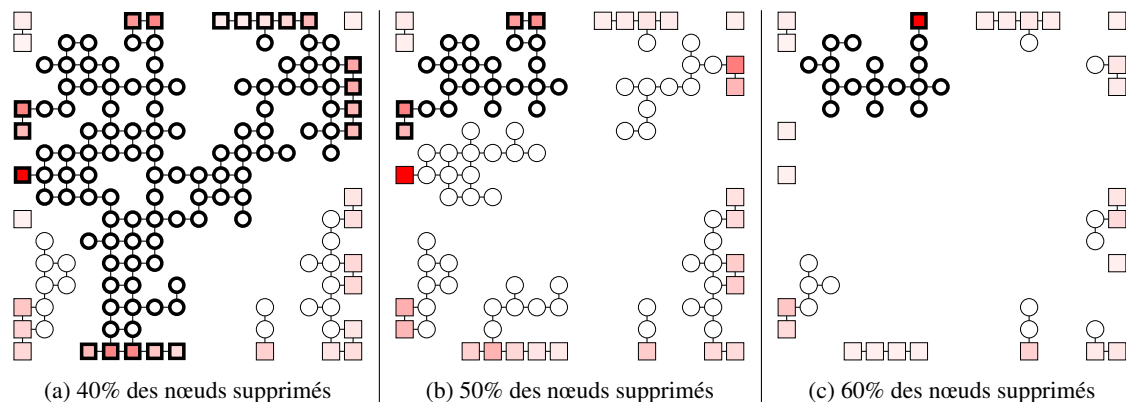 (a) 40% des nœuds supprimés
(b) 50% des nœuds supprimés
(c) 60% des nœuds supprimés